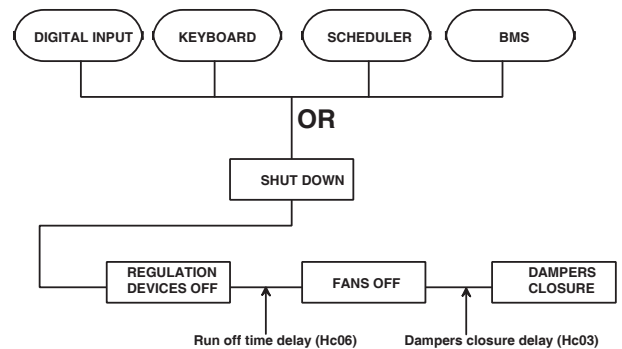 DIGITAL INPUT
KEYBOARD
SCHEDULER
BMS
OR
SHUT DOWN
REGULATION
DEVICES OFF
FANS OFF
DAMPERS
CLOSURE
Run off time delay (Hc06)
Dampers closure delay (Hc03)